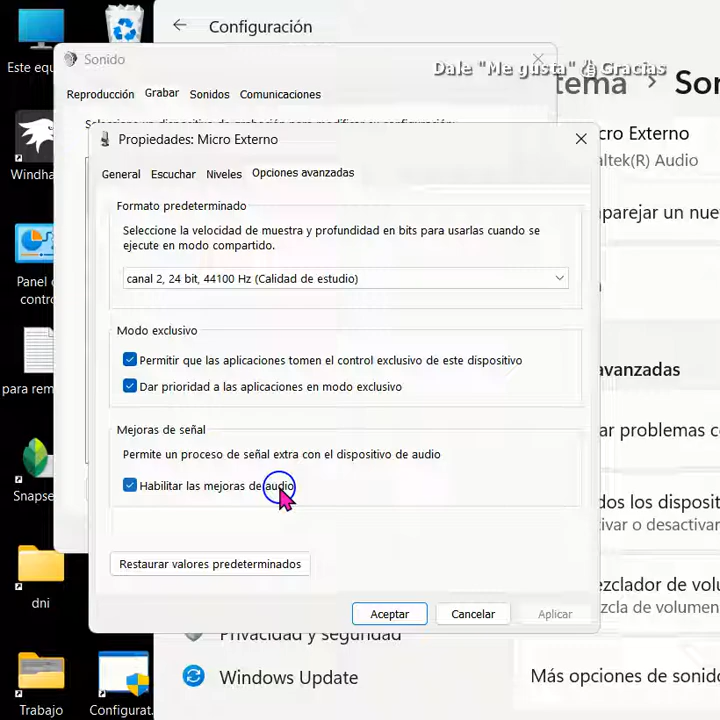 Configuración
Este equ
Sonido
Dale "Me gusta" Gracias
tema > Son
Reproducción
Grabar
Sonidos
Comunicaciones
Propiedades: Micro Externo
cro Externo
altek(R) Audio
Windha
General
Escuchar
Niveles
Opciones avanzadas
Formato predeterminado
parejar un nue
Seleccione la velocidad de muestra y profundidad en bits para usarlas cuando se
ejecute en modo compartido.
canal 2, 24 bit, 44100 Hz (Calidad de estudio)
Panel
contro
Modo exclusivo
Permitir que las aplicaciones tomen el control exclusivo de este dispositivo
avanzadas
Dar prioridad a las aplicaciones en modo exclusivo
para rem
Mejoras de señal
ar problemas co
Permite un proceso de señal extra con el dispositivo de audio
Habilitar las mejoras de audio
Snapse
dos los disposit
ivar o desactivar
Restaurar valores predeterminados
ezclador de volu
ezcla de volumen
dni
Aceptar
Cancelar
Aplicar
Privacidad y seguridad
Windows Update
Más opciones de sonido
Trabajo
Configurat.